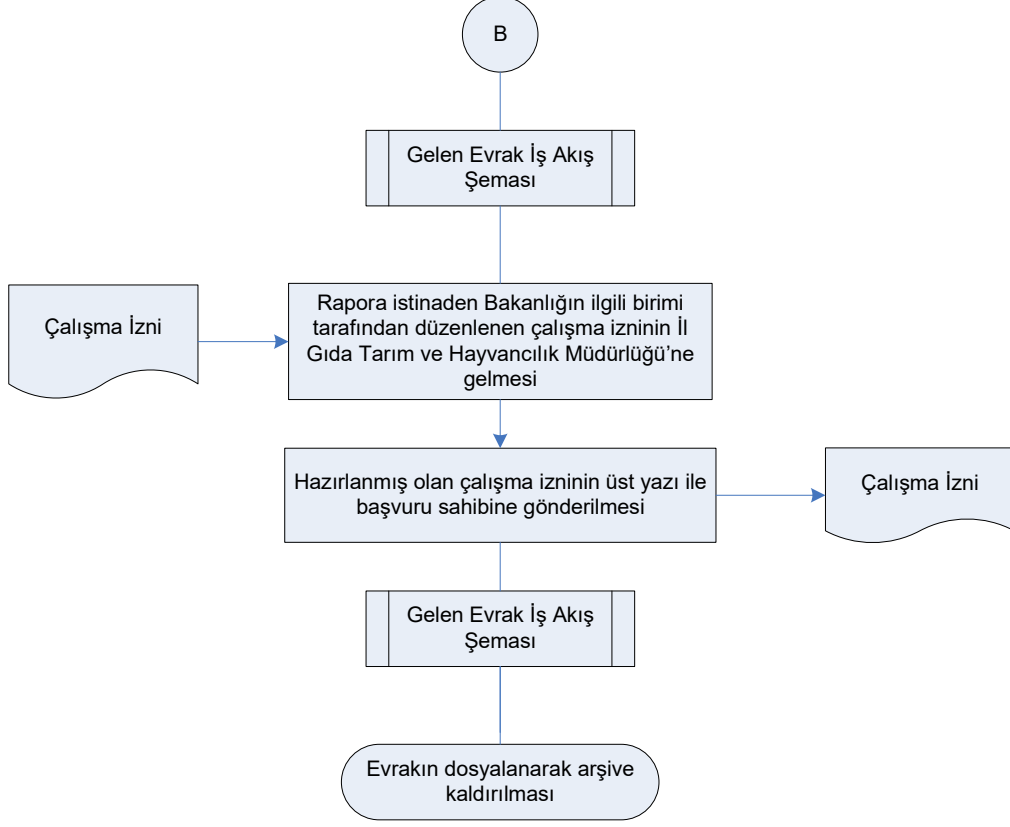 B
Gelen Evrak İş Akış
Şeması
Çalışma İzni
Rapora istinaden Bakanlığın ilgili birimi
tarafından düzenlenen çalışma izninin İl
Gıda Tarım ve Hayvancılık Müdürlüğü’ne
gelmesi
Hazırlanmış olan çalışma izninin üst yazı ile
başvuru sahibine gönderilmesi
Çalışma İzni
Gelen Evrak İş Akış
Şeması
Evrakın dosyalanarak arşive
kaldırılması